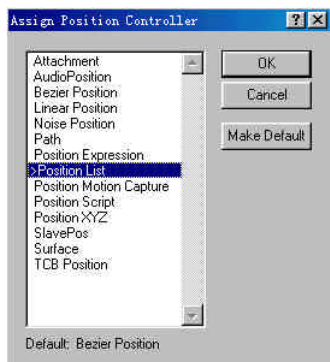 Assign Position Controller
Attachment
AudioPosition
Bezier Position
Linear Position
Noise Position
Path
Position Expression
>Position List
Position Motion Capture
Position Script
Position XYZ
SlavePos
Surface
TCB Position
OK
Cancel
Make Default
Default: Bezier Position